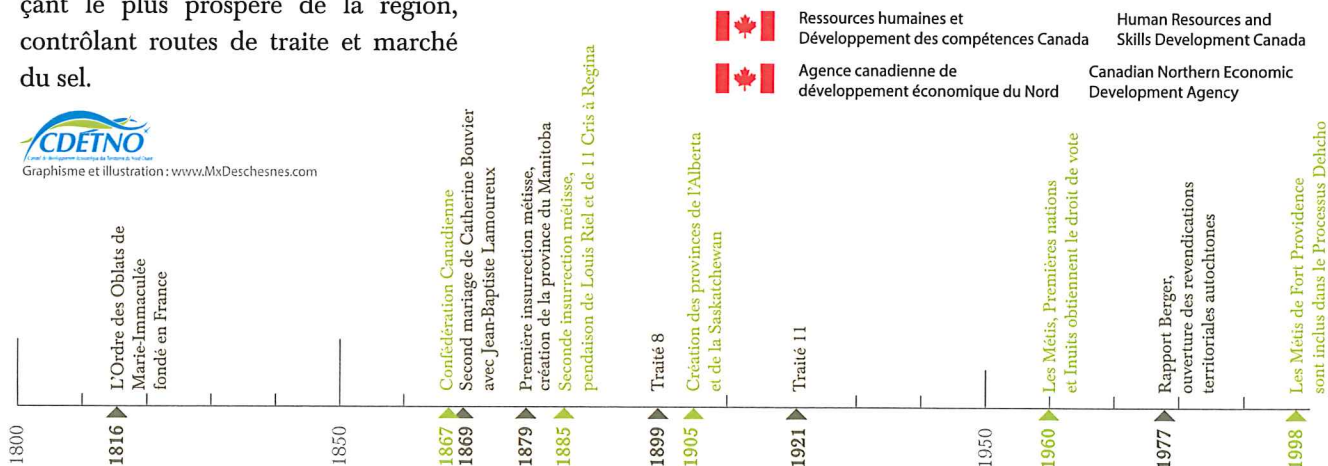 çant le plus prospère de la région,
contrôlant routes de traite et marché
du sel.
CDÉTNO
Graphisme et illustration : www.MxDeschesnes.com
Ressources humaines et
Développement des compétences Canada
Human Resources and
Skills Development Canada
Agence canadienne de
développement économique du Nord
Canadian Northern Economic
Development Agency
L'Ordre des Oblats de
Marie-Immaculée
fondé en France
Confédération Canadienne
Second mariage de Catherine Bouvier
avec Jean-Baptiste Lamoureux
Première insurrection métisse,
création de la province du Manitoba
Seconde insurrection métisse,
pendaison de Louis Riel et de 11 Cris à Regina
Traité 8
Création des provinces de l'Alberta
et de la Saskatchewan
Traité 11
Les Métis, Premières nations
et Inuits obtiennent le droit de vote
Rapport Berger,
ouverture des revendications
territoriales autochtones
Les Métis de Fort Providence
sont inclus dans le Processus Dehcho
1800
1816
1850
1867
1869
1879
1885
1899
1905
1921
1950
1960
1977
1998